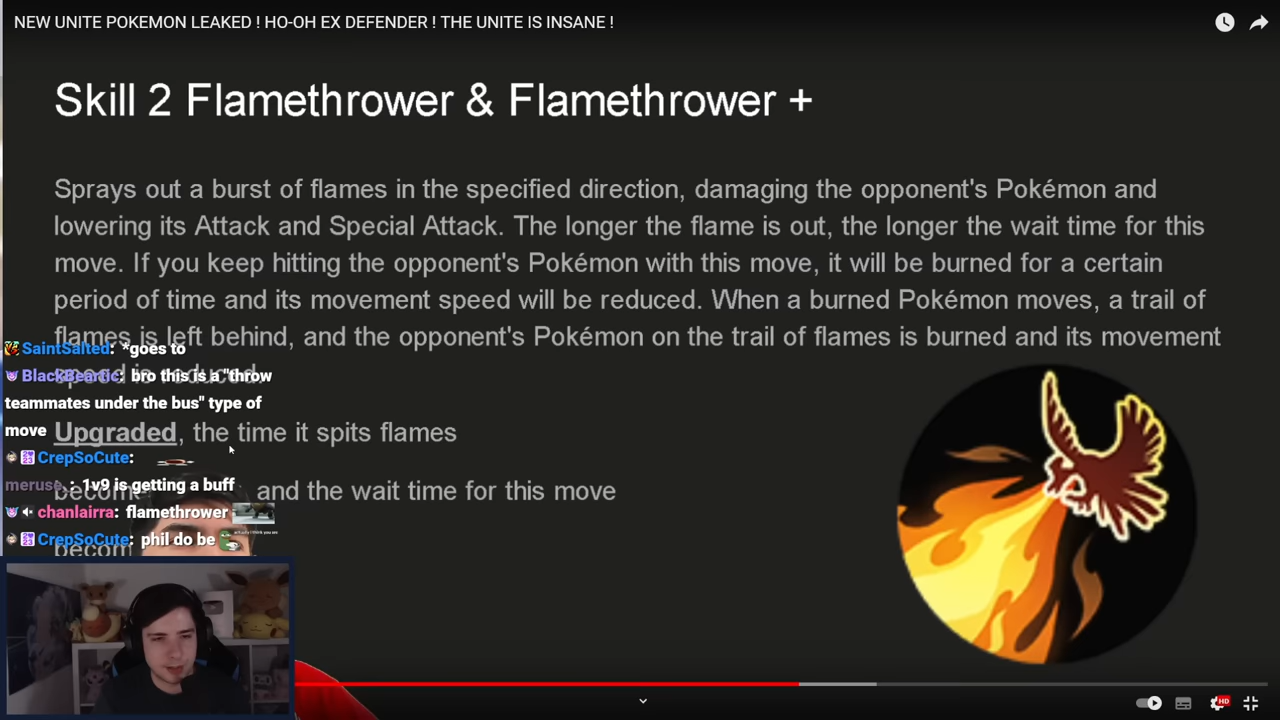 NEW UNITE POKEMON LEAKED ! HO-OH EX DEFENDER ! THE UNITE IS INSANE !
Skill 2 Flamethrower & Flamethrower +
Sprays out a burst of flames in the specified direction, damaging the opponent's Pokémon and
lowering its Attack and Special Attack. The longer the flame is out, the longer the wait time for this
move. If you keep hitting the opponent's Pokémon with this move, it will be burned for a certain
period of time and its movement speed will be reduced. When a burned Pokémon moves, a trail of
flames is left behind, and the opponent's Pokémon on the trail of flames is burned and its movement
speed is reduced.
Upgraded, the time it spits flames
and the wait time for this move
SaintSalted: *goes to
BlackBeartic: bro this is a "throw
teammates under the bus" type of
move
CrepSoCute:
meruse_: 1v9 is getting a buff
chanlairra: flamethrower
CrepSoCute: phil do be
HD